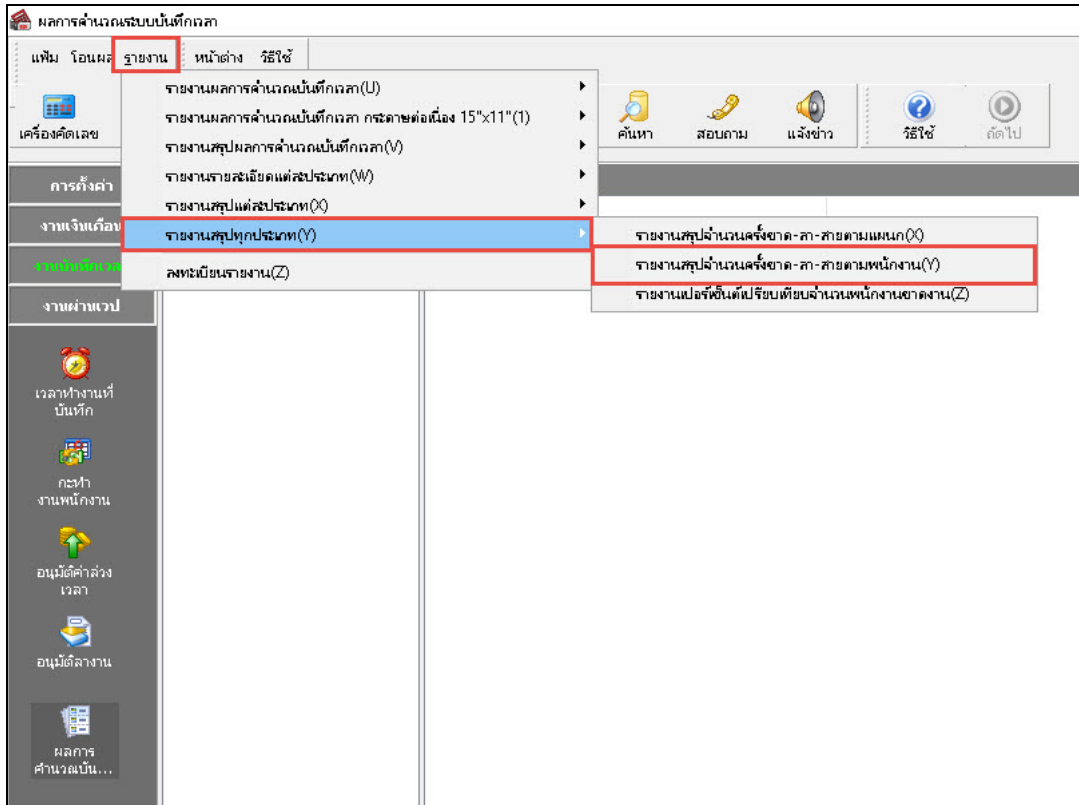 ผลการคำนวณระบบบันทึกเวลา
แฟ้ม โอนผล รายงาน หน้าต่าง วิธีใช้
รายงานผลการคำนวณบันทึกเวลา(U)
รายงานผลการคำนวณบันทึกเวลา กระดาษต่อเนื่อง 15"x11"(1)
รายงานสรุปผลการคำนวณบันทึกเวลา(V)
รายงานรายละเอียดแต่ละประเภท(W)
รายงานสรุปแต่ละประเภท(X)
รายงานสรุปทุกประเภท(Y)
ลงทะเบียนรายงาน(Z)
รายงานสรุปจำนวนครั้งขาด-ลา-สายตามแผนก(X)
รายงานสรุปจำนวนครั้งขาด-ลา-สายตามพนักงาน(Y)
รายงานเปอร์เซ็นต์เปรียบเทียบจำนวนพนักงานขาดงาน(Z)
เครื่องคิดเลข
ค้นหา สอบถาม แจ้งข่าว วิธีใช้ ถัดไป
การตั้งค่า
งานเงินเดือน
งานบันทึกเวล
งานผ่านเวป
เวลาทำงานที่
บันทึก
กะทำ
งานพนักงาน
อนุมัติค่าล่วง
เวลา
อนุมัติลางาน
ผลการ
คำนวณบัน...